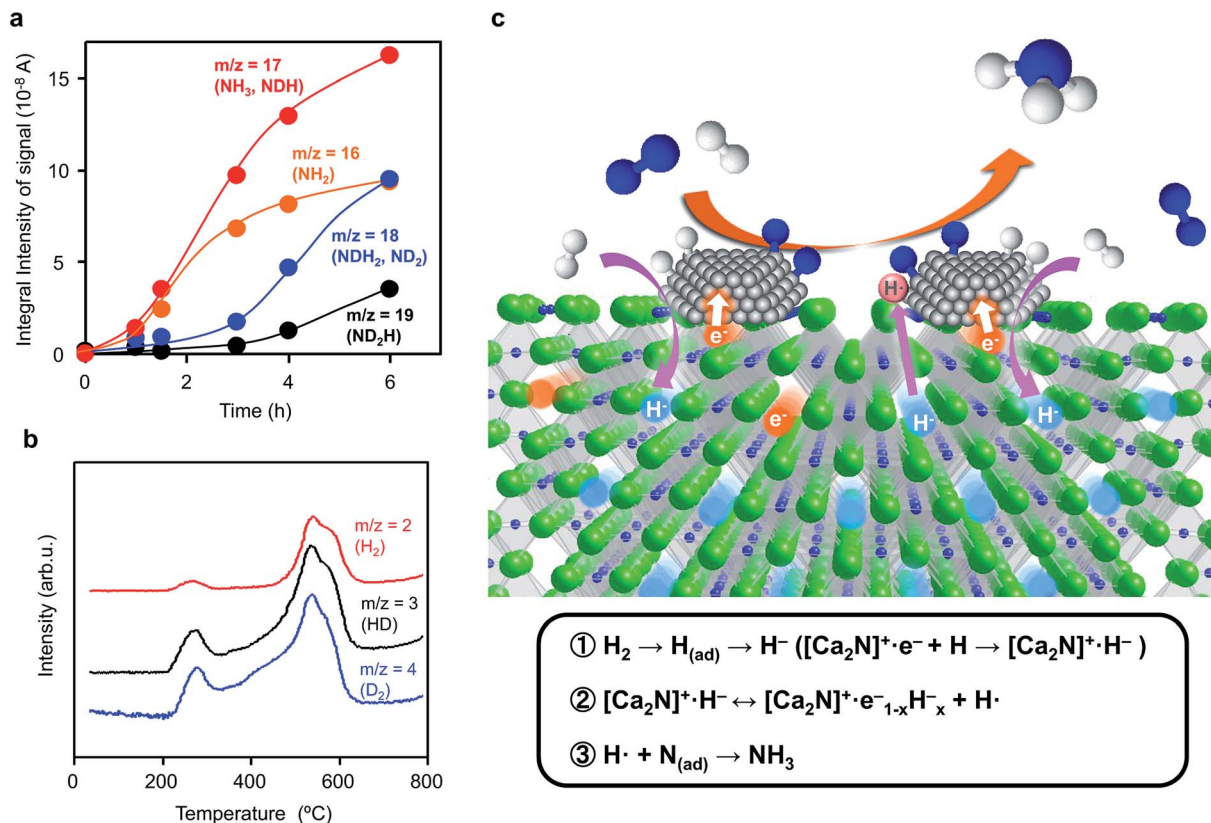 a
Integral Intensity of signal (10⁻⁸ A)
15
10
5
0
0
2
4
6
Time (h)
m/z = 17
(NH₃, NDH)
m/z = 16
(NH₂)
m/z = 18
(NDH₂, ND₂)
m/z = 19
(ND₂H)
b
Intensity (arb.u.)
m/z = 2
(H₂)
m/z = 3
(HD)
m/z = 4
(D₂)
0
200
400
600
800
Temperature (ºC)
c
H·
e⁻
e⁻
H⁻
e⁻
H⁻
H⁻
① H₂ → H₍ad₎ → H⁻ ([Ca₂N]⁺·e⁻ + H → [Ca₂N]⁺·H⁻ )
② [Ca₂N]⁺·H⁻ ↔ [Ca₂N]⁺·e⁻₁₋ₓH⁻ₓ + H·
③ H· + N₍ad₎ → NH₃